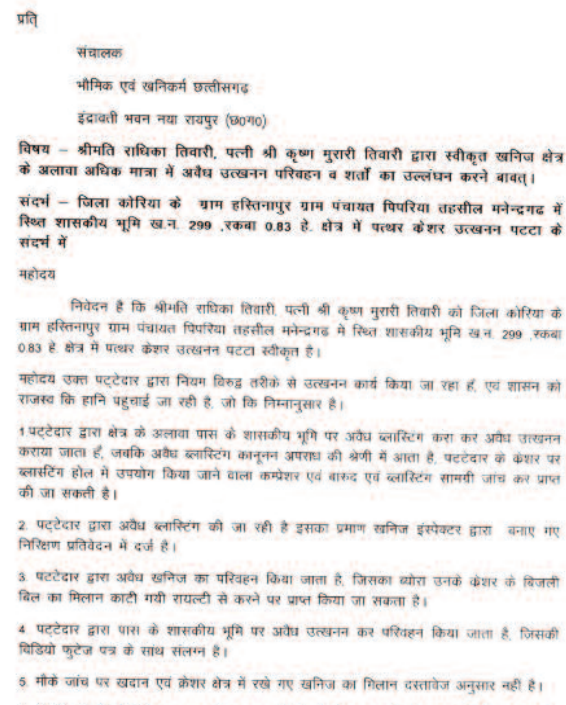 प्रति
संचालक
भौमिक एवं खनिकर्म छत्तीसगढ़
इंद्रावती भवन नया रायपुर (छ0ग0)
विषय – श्रीमति राधिका तिवारी, पत्नी श्री कृष्ण मुरारी तिवारी द्वारा स्वीकृत खनिज क्षेत्र
के अलावा अधिक मात्रा में अवैध उत्खनन परिवहन व शर्तों का उल्लंघन करने बावत्।
संदर्भ – जिला कोरिया के ग्राम हस्तिनापुर ग्राम पंचायत पिपरिया तहसील मनेन्द्रगढ में
स्थित शासकीय भूमि ख.न. 299 ,रकबा 0.83 हे. क्षेत्र में पत्थर क्रेशर उत्खनन पटटा के
संदर्भ में
महोदय
निवेदन है कि श्रीमति राधिका तिवारी, पत्नी श्री कृष्ण मुरारी तिवारी को जिला कोरिया के
ग्राम हस्तिनापुर ग्राम पंचायत पिपरिया तहसील मनेन्द्रगढ मे स्थित शासकीय भूमि ख.न. 299 ,रकबा
0.83 हे. क्षेत्र मे पत्थर क्रेशर उत्खनन पटटा स्वीकृत है।
महोदय उक्त पट्टेदार द्वारा नियम विरुद्ध तरीके से उत्खनन कार्य किया जा रहा है, एवं शासन को
राजस्व कि हानि पहुचाई जा रही है, जो कि निम्नानुसार है।
1.पट्टेदार द्वारा क्षेत्र के अलावा पास के शासकीय भूमि पर अवैध ब्लास्टिंग करा कर अवैध उत्खनन
कराया जाता है, जबकि अवैध ब्लास्टिंग कानूनन अपराध की श्रेणी में आता है, पटटेदार के क्रेशर पर
ब्लास्टिंग होल में उपयोग किया जाने वाला कम्प्रेशर एवं बारुद एवं ब्लास्टिंग सामग्री जांच कर प्राप्त
की जा सकती है।
2. पट्टेदार द्वारा अवैध ब्लास्टिंग की जा रही है इसका प्रमाण खनिज इंस्पेक्टर द्वारा बनाए गए
निरिक्षण प्रतिवेदन में दर्ज है।
3. पटटेदार द्वारा अवैध खनिज का परिवहन किया जाता है, जिसका ब्योरा उनके क्रेशर के बिजली
बिल का मिलान काटी गयी रायल्टी से करने पर प्राप्त किया जा सकता है।
4. पट्टेदार द्वारा पास के शासकीय भूमि पर अवैध उत्खनन कर परिवहन किया जाता है, जिसकी
विडियो फुटेज पत्र के साथ संलग्न है।
5. मौके जांच पर खदान एवं क्रेशर क्षेत्र में रखे गए खनिज का मिलान दस्तावेज अनुसार नही है।